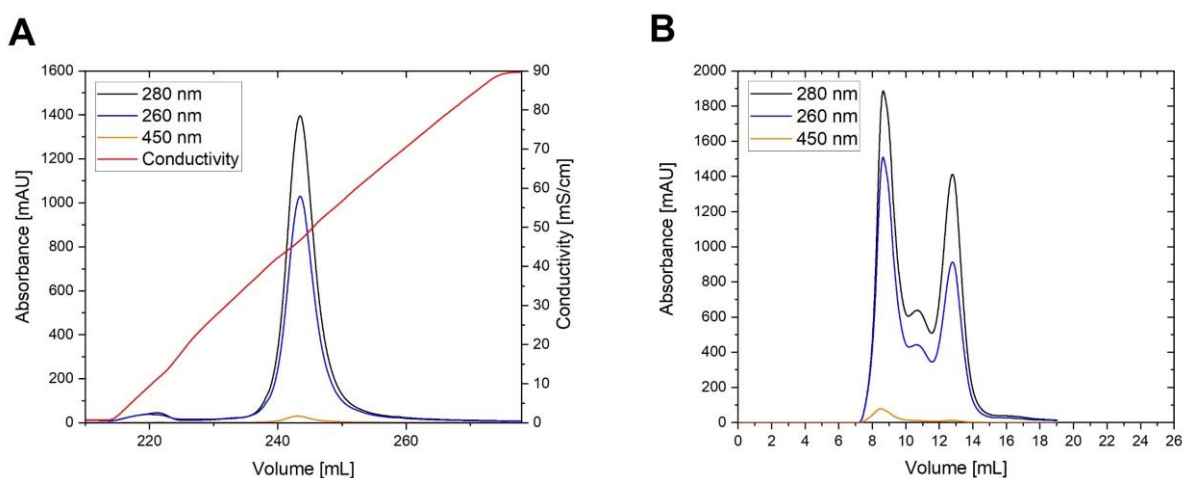 A
1600
1400
1200
1000
800
600
400
200
0
Absorbance [mAU]
280 nm
260 nm
450 nm
Conductivity
90
80
70
60
50
40
30
20
10
0
Conductivity [mS/cm]
220 240 260
Volume [mL]
B
2000
1800
1600
1400
1200
1000
800
600
400
200
0
Absorbance [mAU]
280 nm
260 nm
450 nm
0 2 4 6 8 10 12 14 16 18 20 22 24 26
Volume [mL]